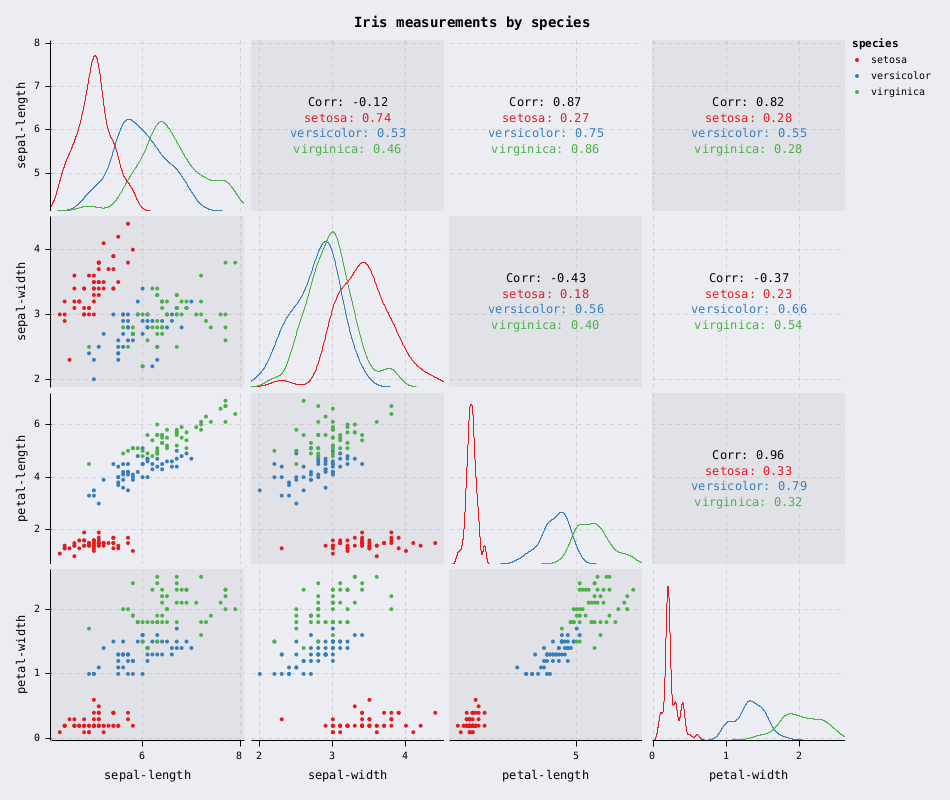 Iris measurements by species
species
setosa
versicolor
virginica
sepal-length
8
7
6
5
Corr: -0.12
setosa: 0.74
versicolor: 0.53
virginica: 0.46
Corr: 0.87
setosa: 0.27
versicolor: 0.75
virginica: 0.86
Corr: 0.82
setosa: 0.28
versicolor: 0.55
virginica: 0.28
sepal-width
4
3
2
Corr: -0.43
setosa: 0.18
versicolor: 0.56
virginica: 0.40
Corr: -0.37
setosa: 0.23
versicolor: 0.66
virginica: 0.54
petal-length
6
4
2
Corr: 0.96
setosa: 0.33
versicolor: 0.79
virginica: 0.32
petal-width
2
1
0
6 8
2 3 4
5
0 1 2
sepal-length
sepal-width
petal-length
petal-width